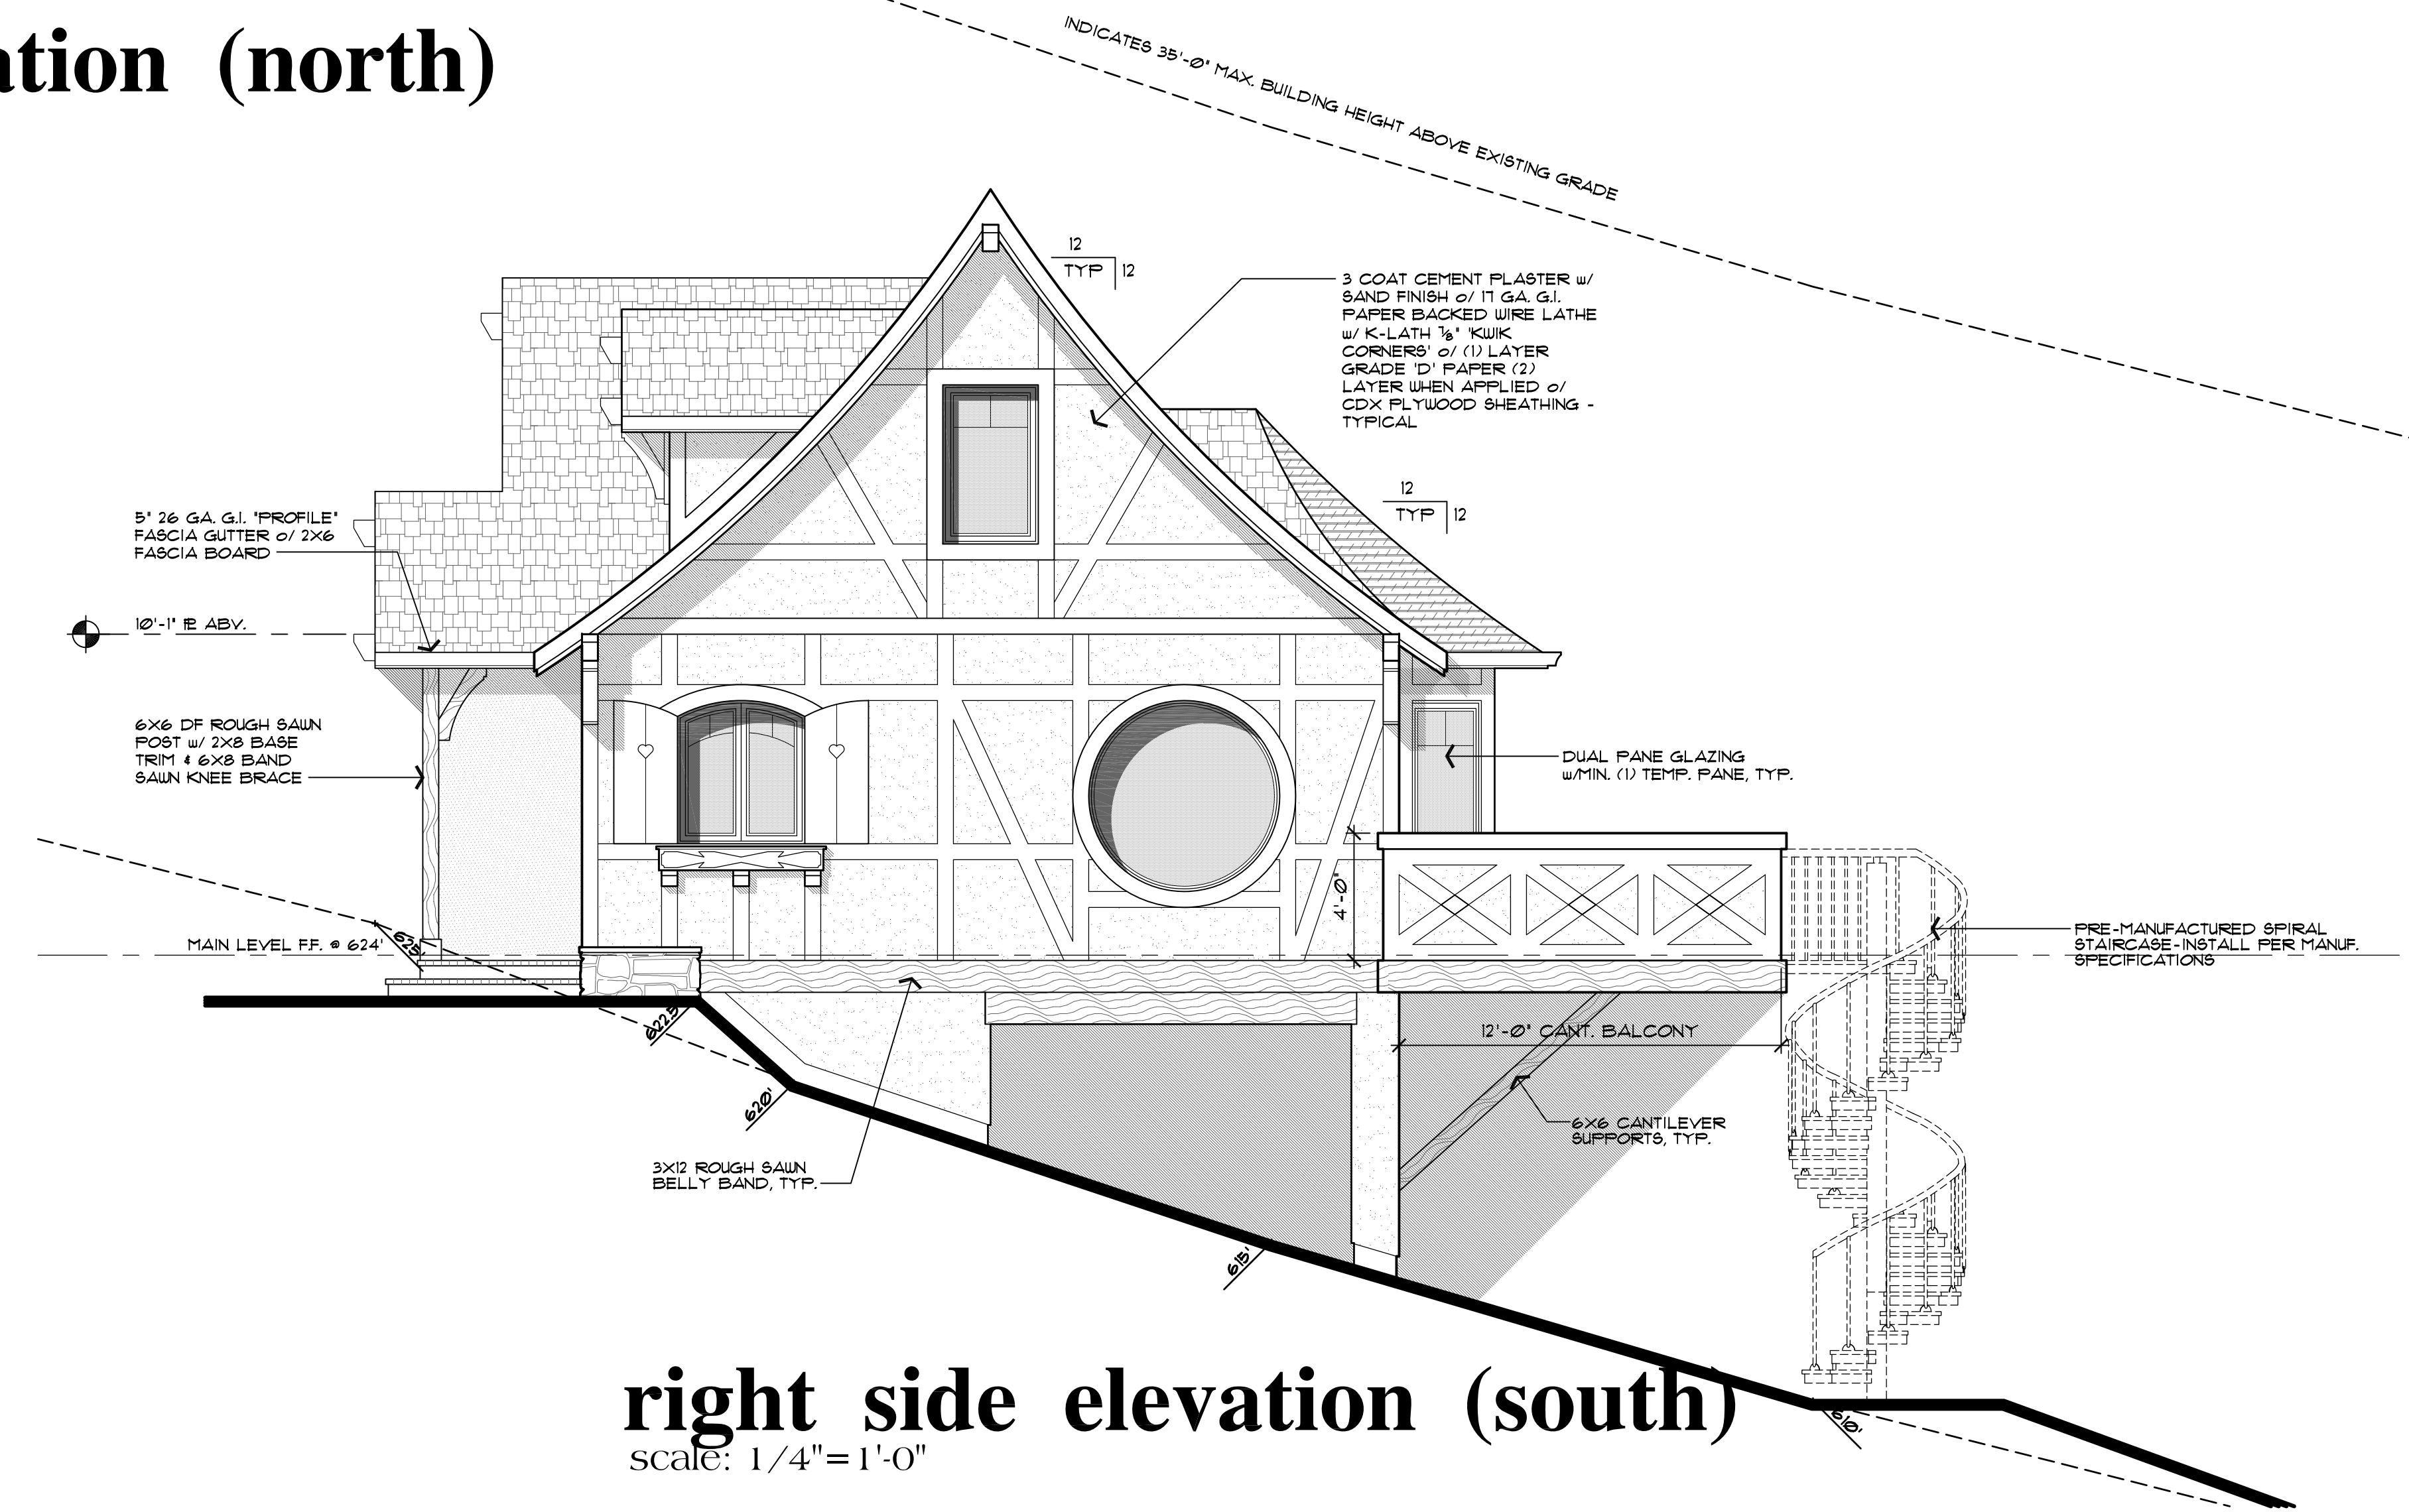 ation (north)
INDICATES 35'-0" MAX. BUILDING HEIGHT ABOVE EXISTING GRADE
12
TYP 12
3 COAT CEMENT PLASTER w/
SAND FINISH o/ 17 GA. G.I.
PAPER BACKED WIRE LATHE
w/ K-LATH 7/8" 'KWIK
CORNERS' o/ (1) LAYER
GRADE 'D' PAPER (2)
LAYER WHEN APPLIED o/
CDX PLYWOOD SHEATHING -
TYPICAL
12
TYP 12
5" 26 GA. G.I. "PROFILE"
FASCIA GUTTER o/ 2X6
FASCIA BOARD
10'-1" PL ABV.
6X6 DF ROUGH SAWN
POST w/ 2X8 BASE
TRIM & 6X8 BAND
SAWN KNEE BRACE
DUAL PANE GLAZING
w/MIN. (1) TEMP. PANE, TYP.
4'-0"
MAIN LEVEL F.F. @ 624'
625'
PRE-MANUFACTURED SPIRAL
STAIRCASE-INSTALL PER MANUF.
SPECIFICATIONS
622.5'
12'-0" CANT. BALCONY
620'
6X6 CANTILEVER
SUPPORTS, TYP.
3X12 ROUGH SAWN
BELLY BAND, TYP.
615'
610'
right side elevation (south)
scale: 1/4"=1'-0"